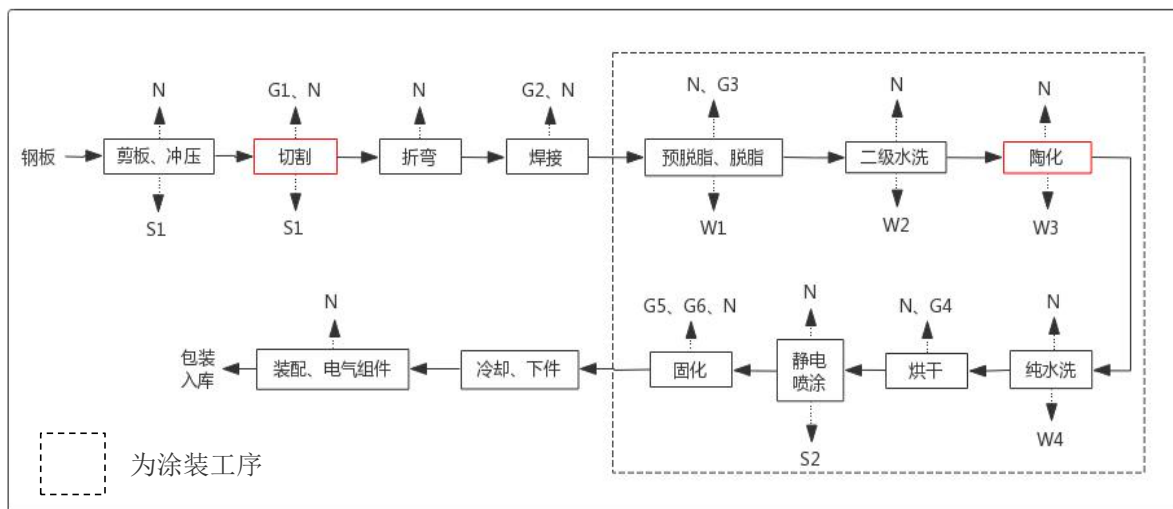 N
G1、N
N
G2、N
N、G3
N
N
钢板
剪板、冲压
切割
折弯
焊接
预脱脂、脱脂
二级水洗
陶化
S1
S1
W1
W2
W3
N
G5、G6、N
N
N、G4
N
包装
入库
装配、电气组件
冷却、下件
固化
静电
喷涂
烘干
纯水洗
S2
W4
为涂装工序